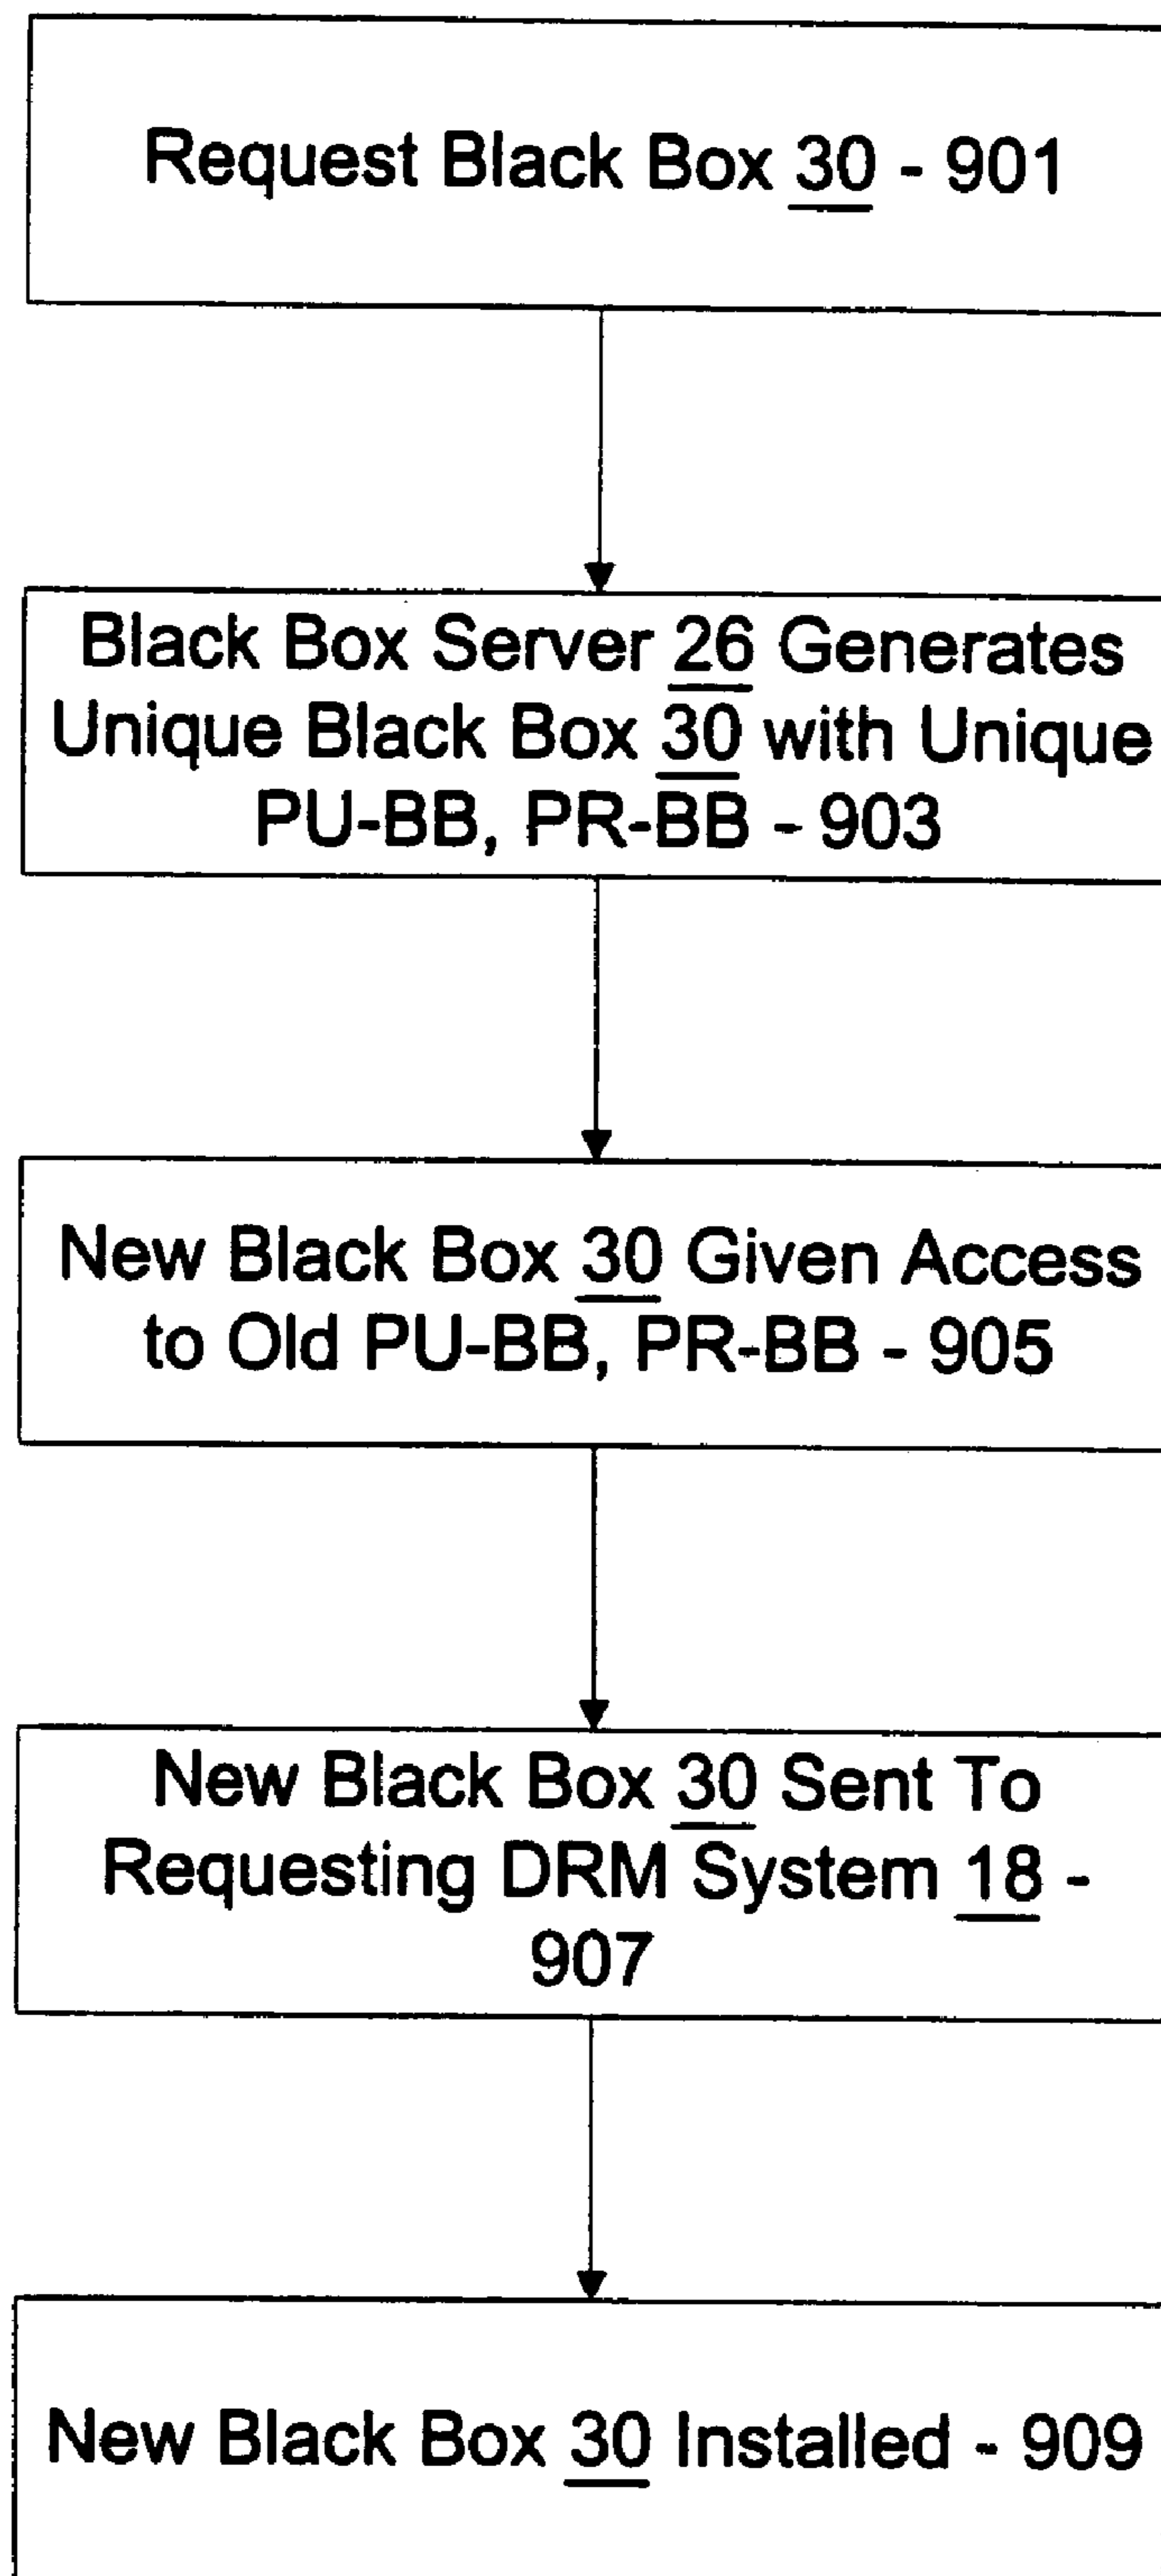 Request Black Box 30 - 901
Black Box Server 26 Generates
Unique Black Box 30 with Unique
PU-BB, PR-BB - 903
New Black Box 30 Given Access
to Old PU-BB, PR-BB - 905
New Black Box 30 Sent To
Requesting DRM System 18 -
907
New Black Box 30 Installed - 909